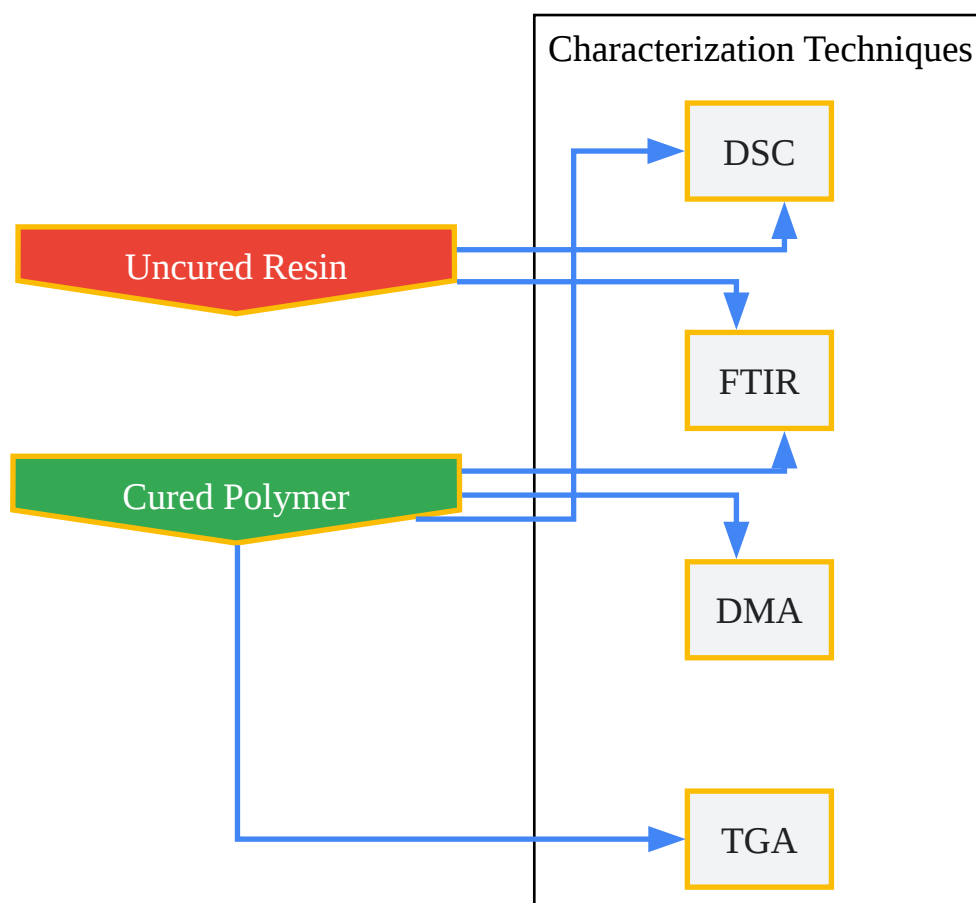 Characterization Techniques
DSC
Uncured Resin
FTIR
Cured Polymer
DMA
TGA